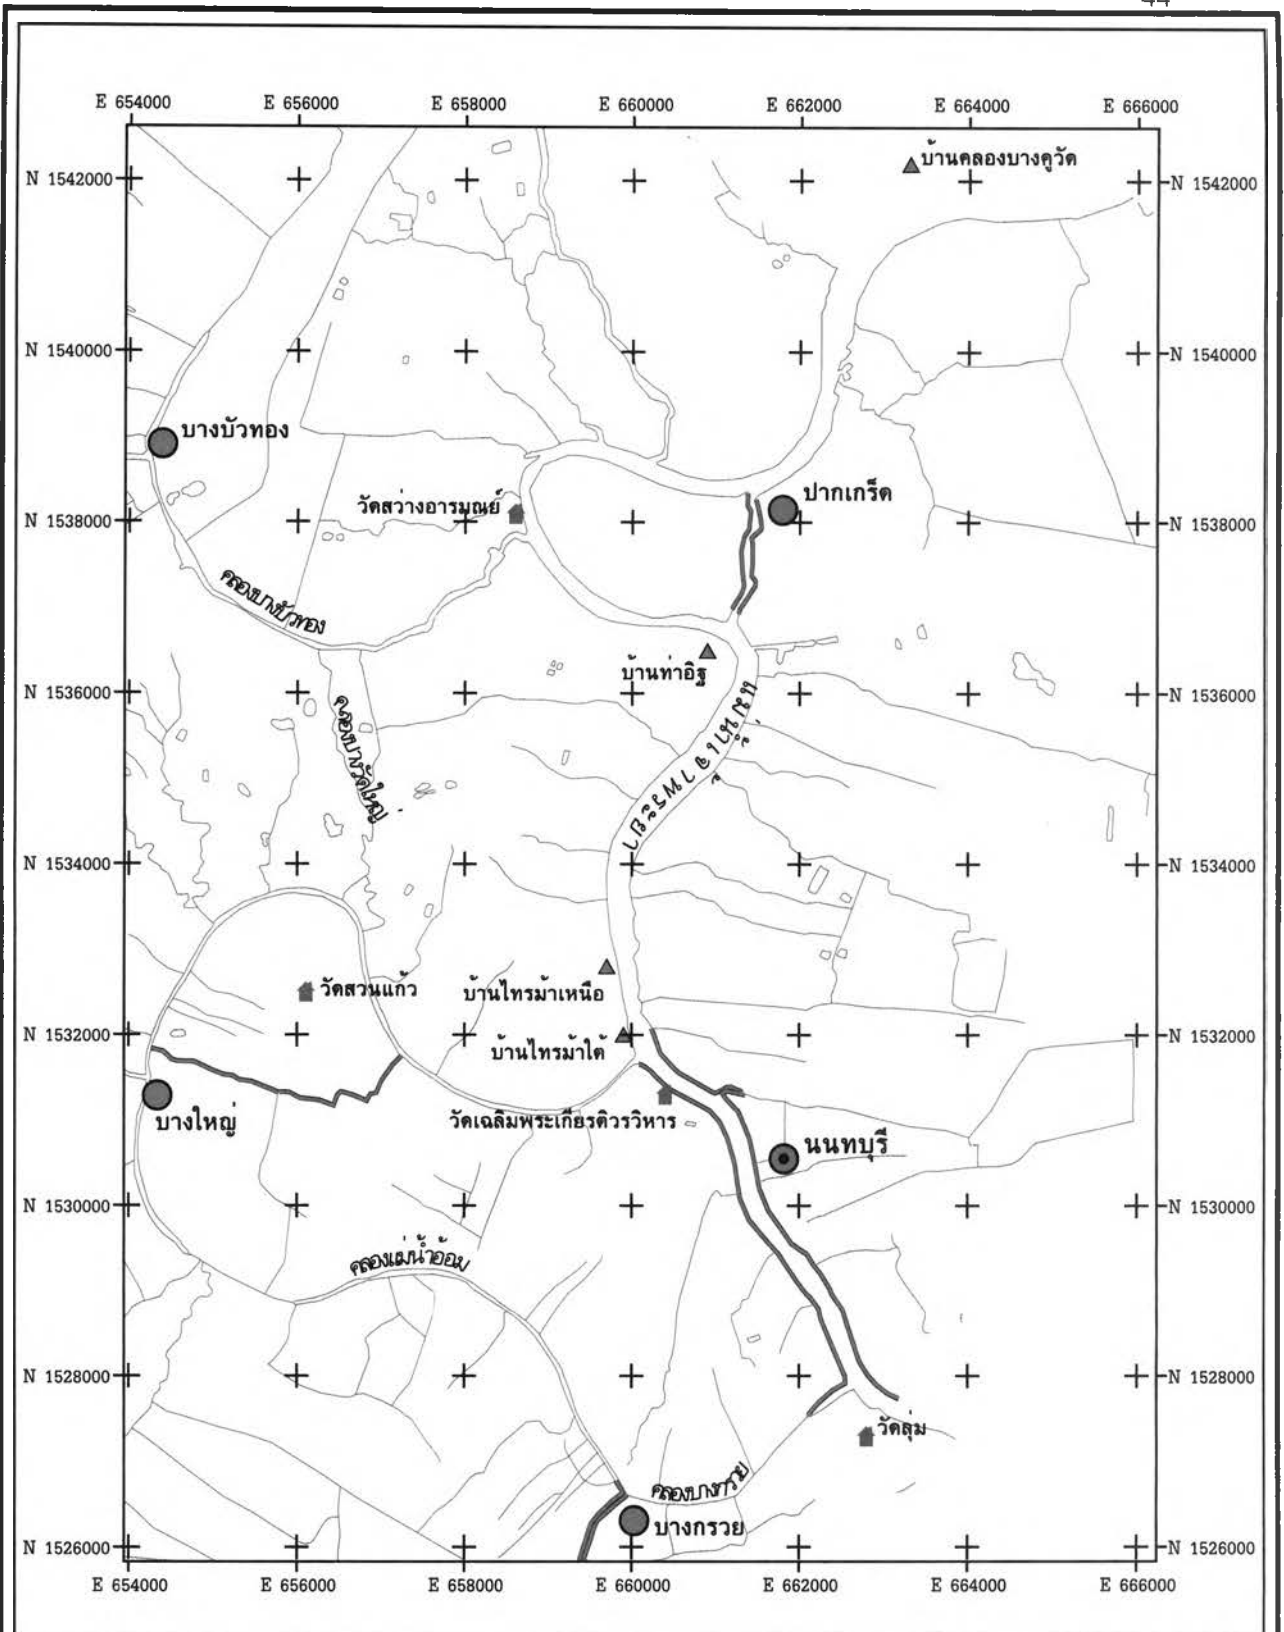 44
E 654000 E 656000 E 658000 E 660000 E 662000 E 664000 E 666000
N 1542000
บ้านคลองบางคูวัด
N 1542000
N 1540000
N 1540000
บางบัวทอง
ปากเกร็ด
วัดสว่างอารมณย์
N 1538000
N 1538000
คลองบางบัวทอง
บ้านท่าอิฐ
N 1536000
N 1536000
คลองบางวัดใหญ่
แม่น้ำเจ้าพระยา
N 1534000
N 1534000
วัดสวนแก้ว
บ้านไทรม้าเหนือ
N 1532000
N 1532000
บ้านไทรม้าใต้
บางใหญ่
วัดเฉลิมพระเกียรติวรวิหาร
นนทบุรี
N 1530000
N 1530000
คลองแม่น้ำอ้อม
N 1528000
N 1528000
วัดลุ่ม
คลองบางกรวย
บางกรวย
N 1526000
N 1526000
E 654000 E 656000 E 658000 E 660000 E 662000 E 664000 E 666000